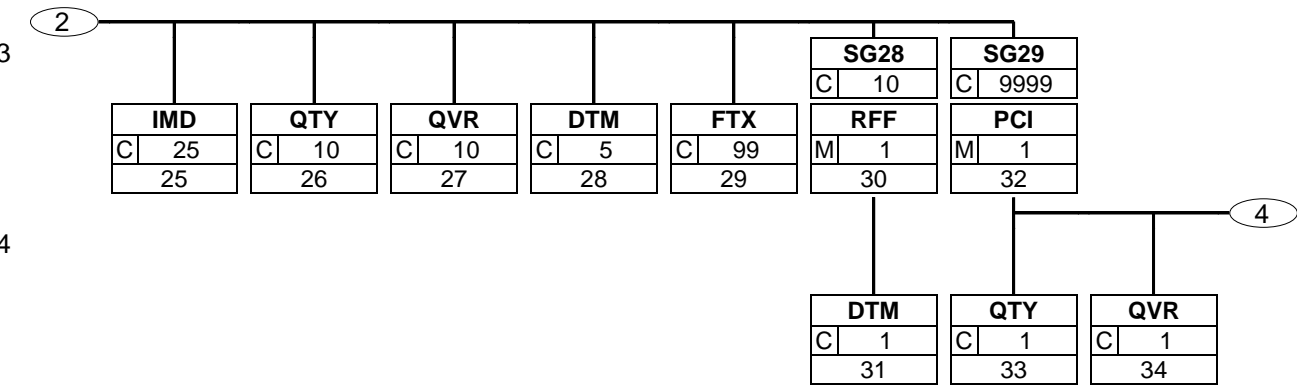 2
3
SG28 SG29
C 10 C 9999
IMD QTY QVR DTM FTX RFF PCI
C 25 C 10 C 10 C 5 C 99 M 1 M 1
25 26 27 28 29 30 32
4
4
DTM QTY QVR
C 1 C 1 C 1
31 33 34